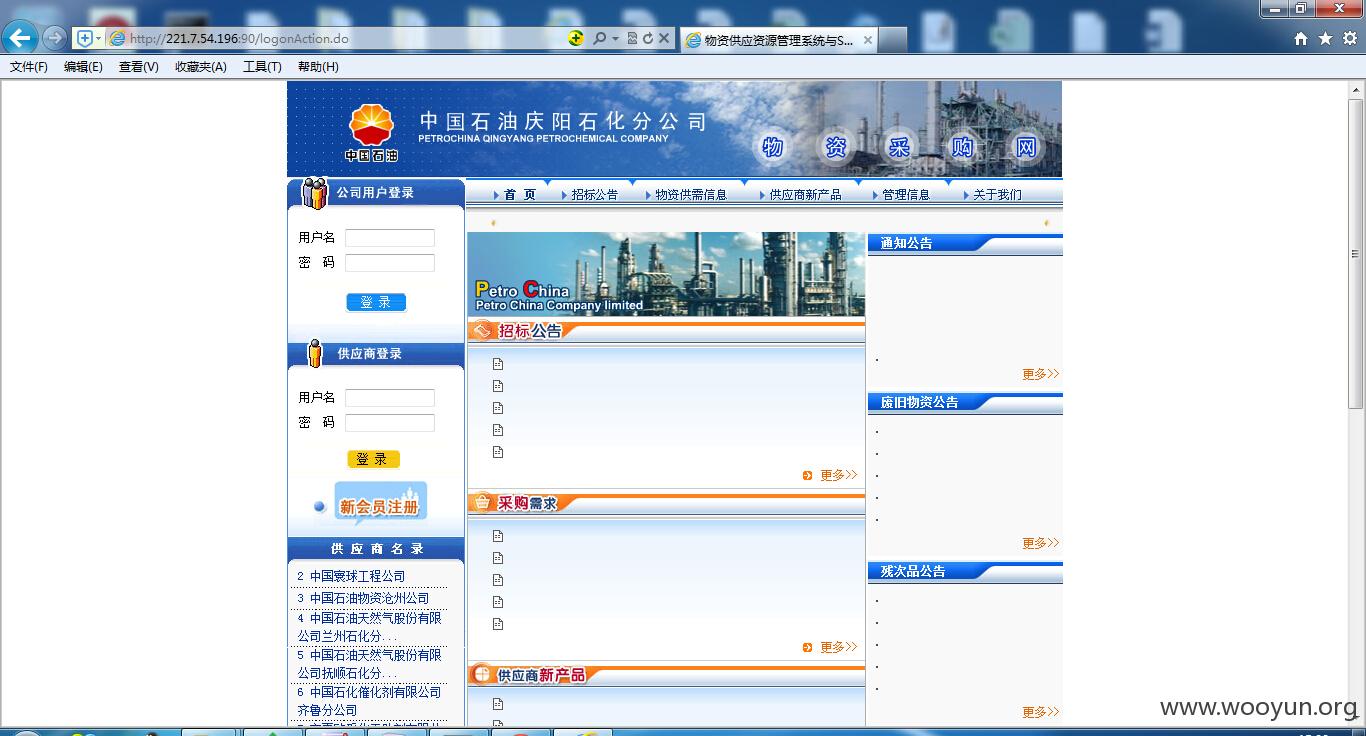 http://221.7.54.196:90/logonAction.do
物资供应资源管理系统与S...
文件(F) 编辑(E) 查看(V) 收藏夹(A) 工具(T) 帮助(H)
中国石油
中国石油庆阳石化分公司
PETROCHINA QINGYANG PETROCHEMICAL COMPANY
物资采购网
公司用户登录
用户名
密 码
登 录
供应商登录
用户名
密 码
登 录
新会员注册
供 应 商 名 录
2 中国寰球工程公司
3 中国石油物资沧州公司
4 中国石油天然气股份有限
公司兰州石化分...
5 中国石油天然气股份有限
公司抚顺石化分...
6 中国石化催化剂有限公司
齐鲁分公司
首 页 招标公告 物资供需信息 供应商新产品 管理信息 关于我们
Petro China
Petro China Company limited
招标公告
更多>>
采购需求
更多>>
供应商新产品
通知公告
更多>>
废旧物资公告
更多>>
残次品公告
更多>>
www.wooyun.org